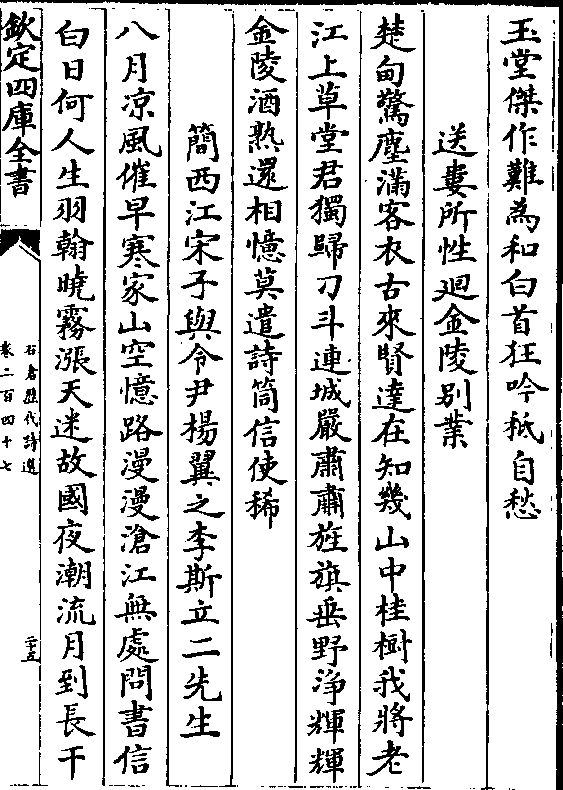 玉堂傑作難為和白首狂吟秪自愁
送婁所性廻金陵别業
楚甸驚塵滿客衣古來賢達在知幾山中桂樹我將老
江上草堂君獨歸刁斗連城嚴肅肅旌旗垂野淨輝輝
金陵酒熟還相憶莫遣詩筒信使稀
簡西江宋子與令尹楊翼之李斯立二先生
八月凉風催早寒家山空憶路漫漫滄江無處問書信
白日何人生羽翰曉霧漲天迷故國夜潮流月到長干
欽定四庫全書
石倉歷代詩選
卷二百四十七
二十五